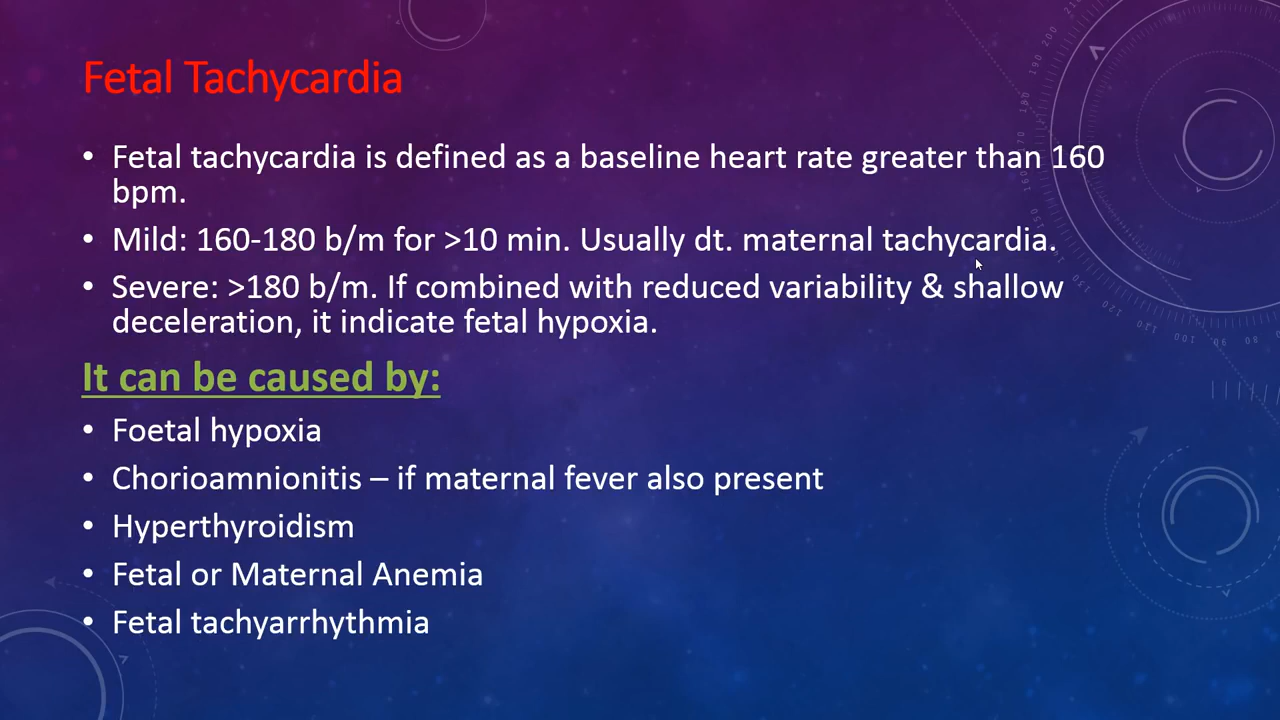 Fetal Tachycardia
• Fetal tachycardia is defined as a baseline heart rate greater than 160
bpm.
• Mild: 160-180 b/m for >10 min. Usually dt. maternal tachycardia.
• Severe: >180 b/m. If combined with reduced variability & shallow
deceleration, it indicate fetal hypoxia.
It can be caused by:
• Foetal hypoxia
• Chorioamnionitis – if maternal fever also present
• Hyperthyroidism
• Fetal or Maternal Anemia
• Fetal tachyarrhythmia